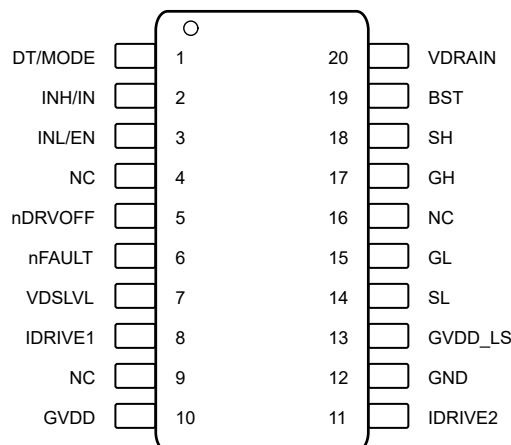 DT/MODE 1 20 VDRAIN
INH/IN 2 19 BST
INL/EN 3 18 SH
NC 4 17 GH
nDRVOFF 5 16 NC
nFAULT 6 15 GL
VDSLVL 7 14 SL
IDRIVE1 8 13 GVDD_LS
NC 9 12 GND
GVDD 10 11 IDRIVE2